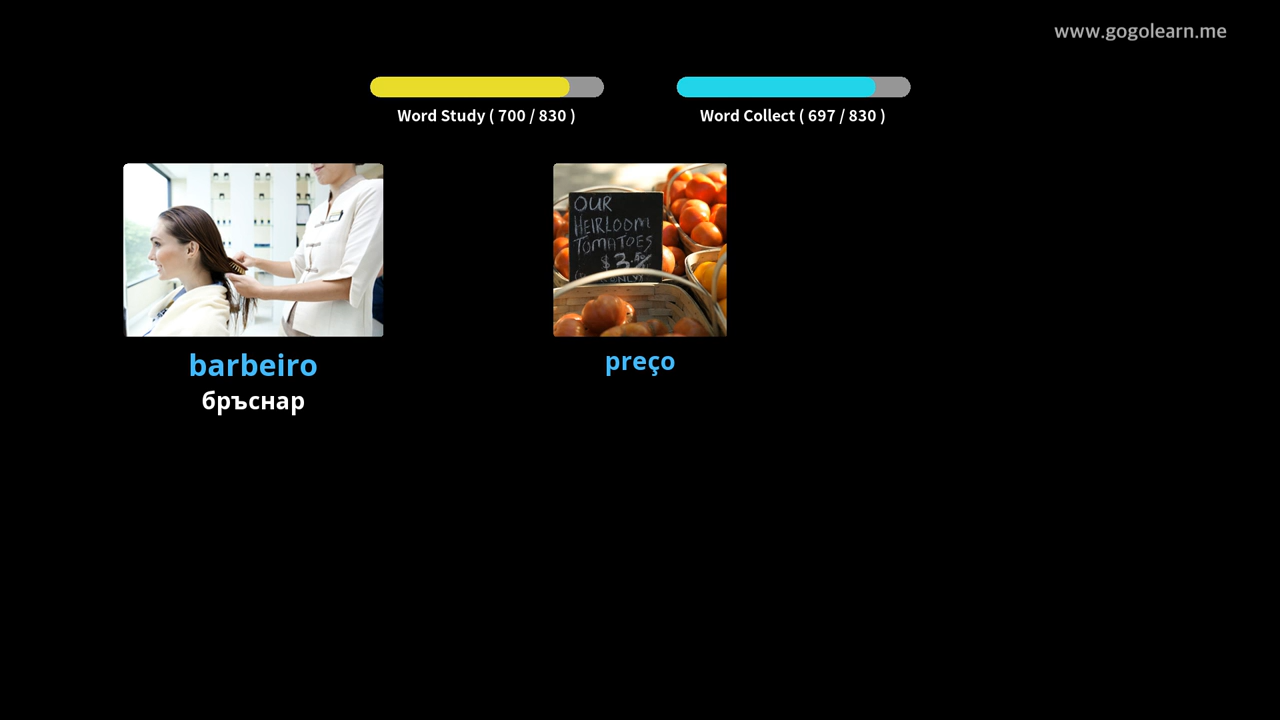 www.gogolearn.me
Word Study ( 700 / 830 )
Word Collect ( 697 / 830 )
OUR
HEIRLOOM
TOMATOES
barbeiro
preço
бръснар